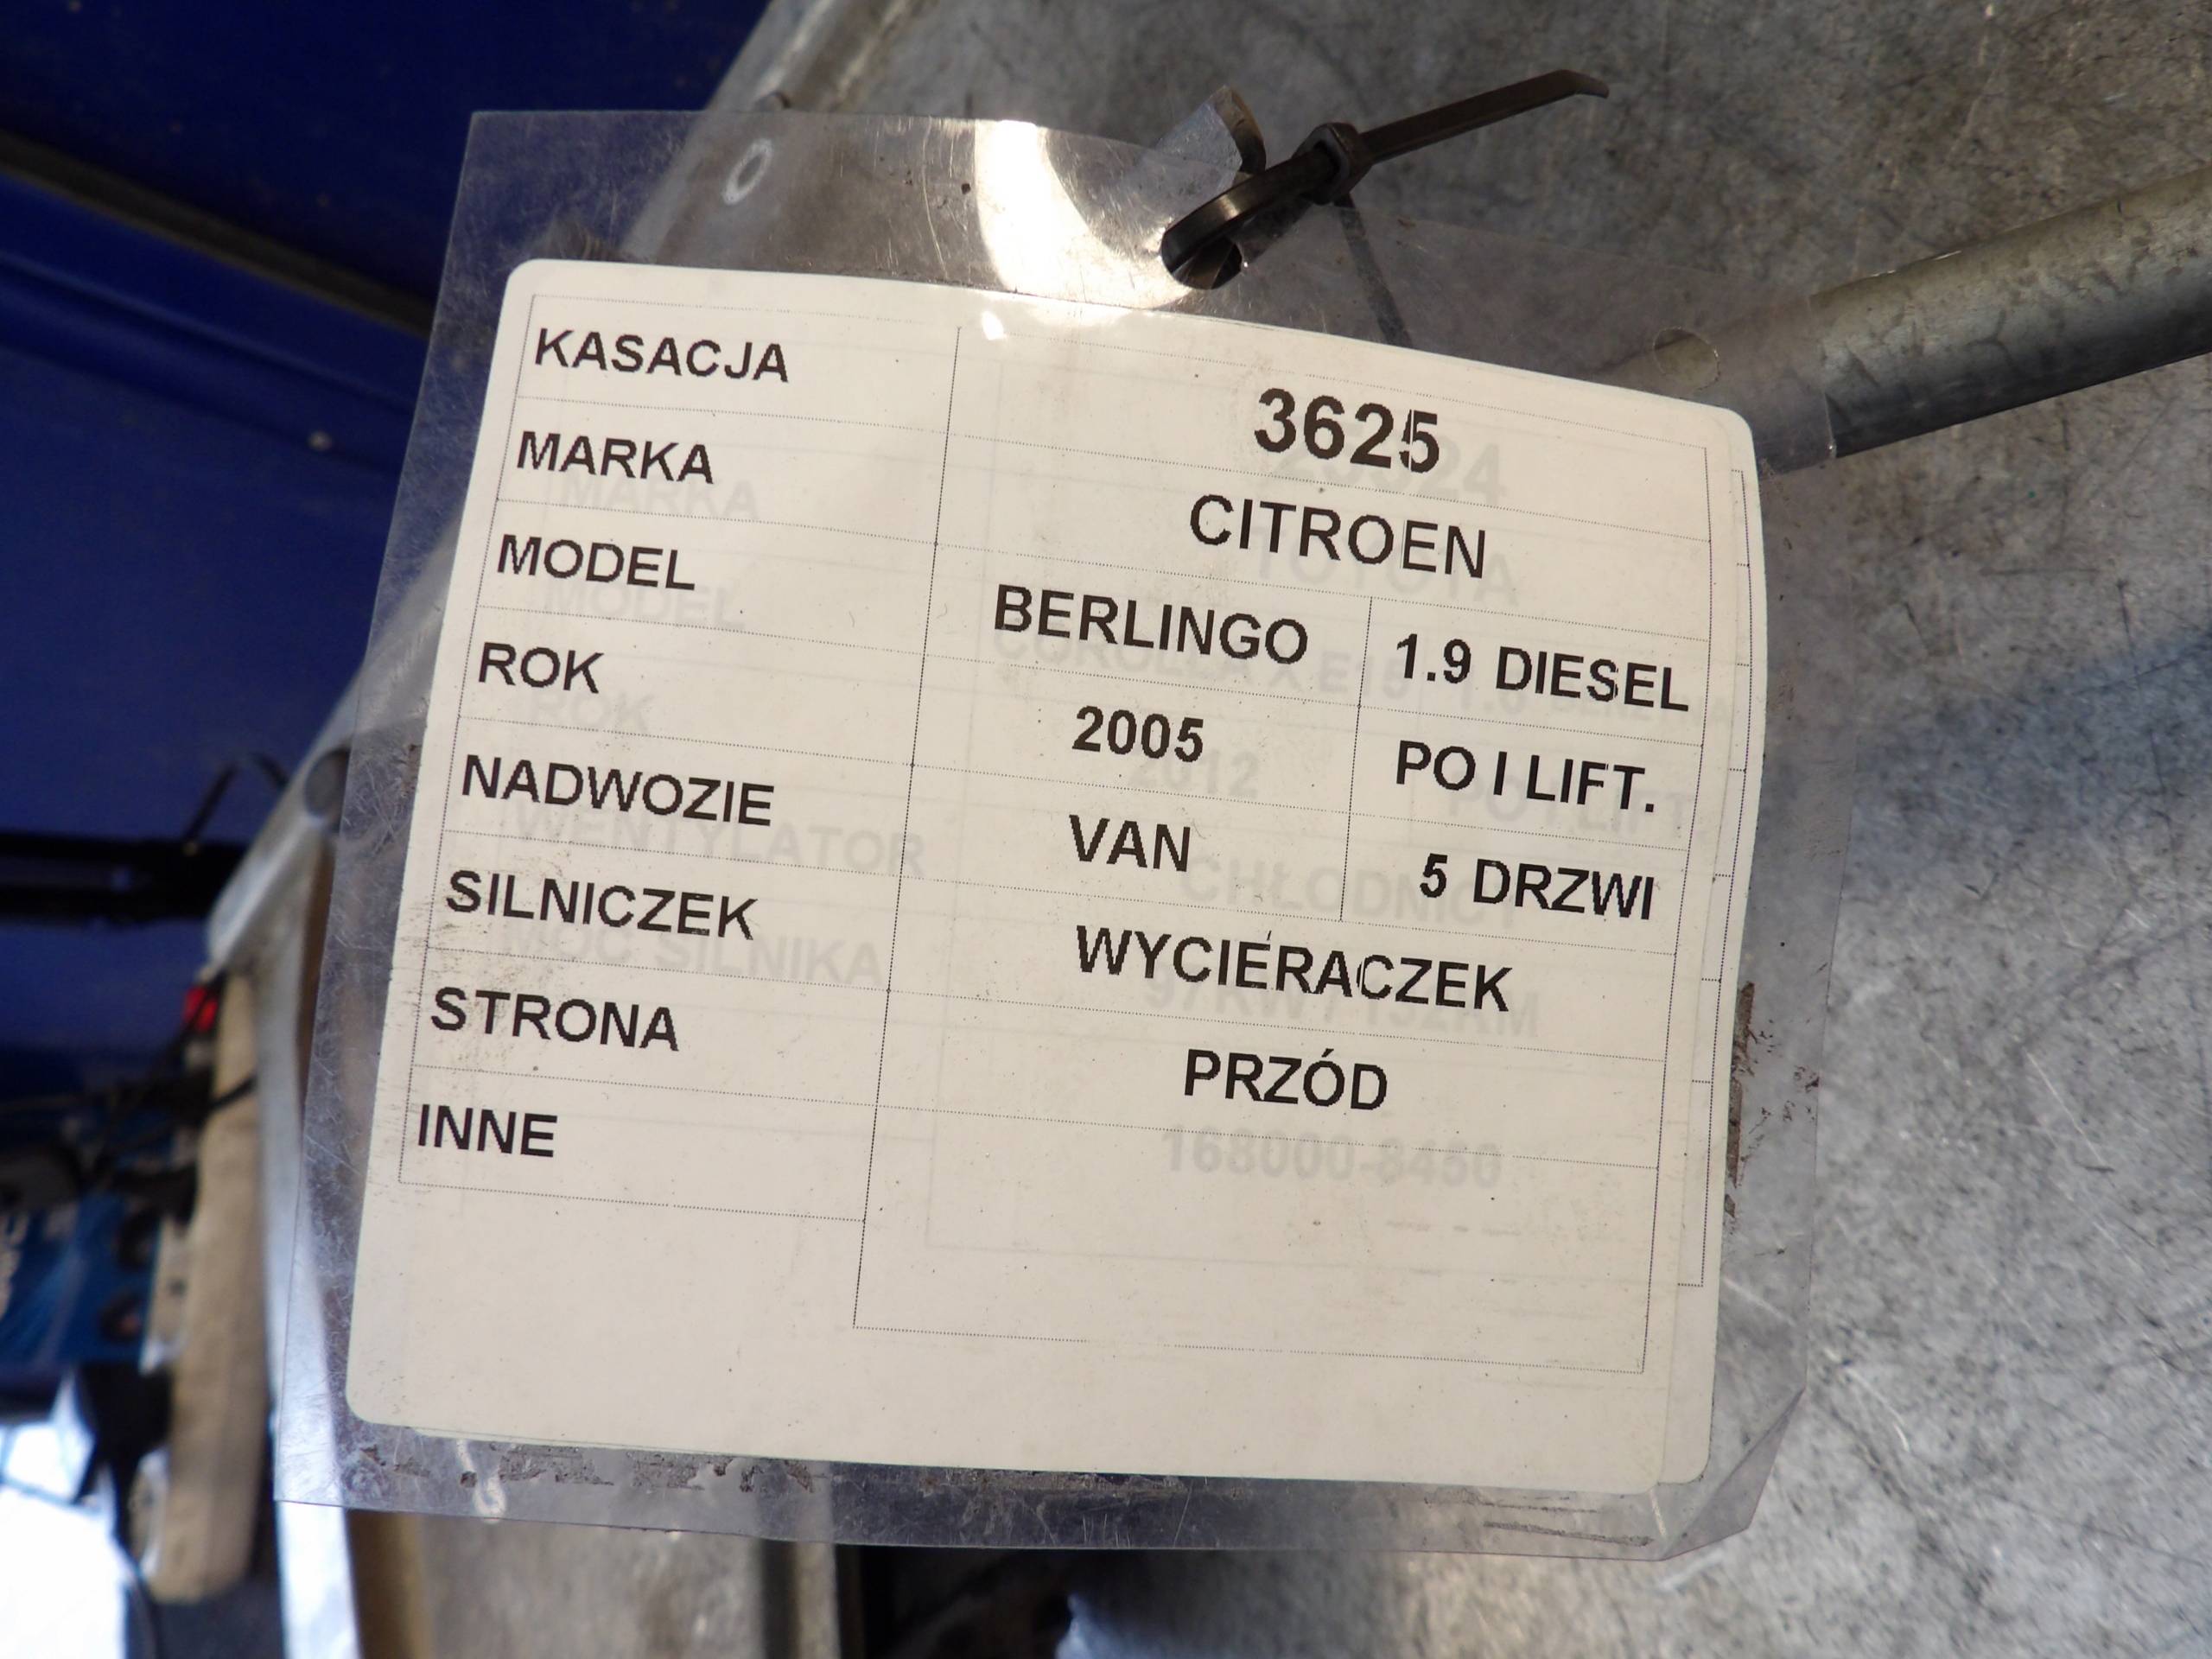 KASACJA 3625
MARKA CITROEN
MODEL BERLINGO 1.9 DIESEL
ROK 2005 PO I LIFT.
NADWOZIE VAN 5 DRZWI
SILNICZEK WYCIERACZEK
STRONA PRZÓD
INNE